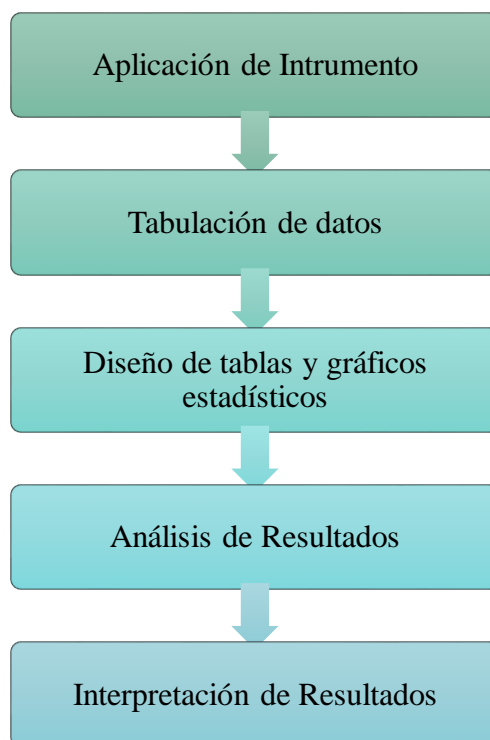 Aplicación de Intrumento
Tabulación de datos
Diseño de tablas y gráficos
estadísticos
Análisis de Resultados
Interpretación de Resultados